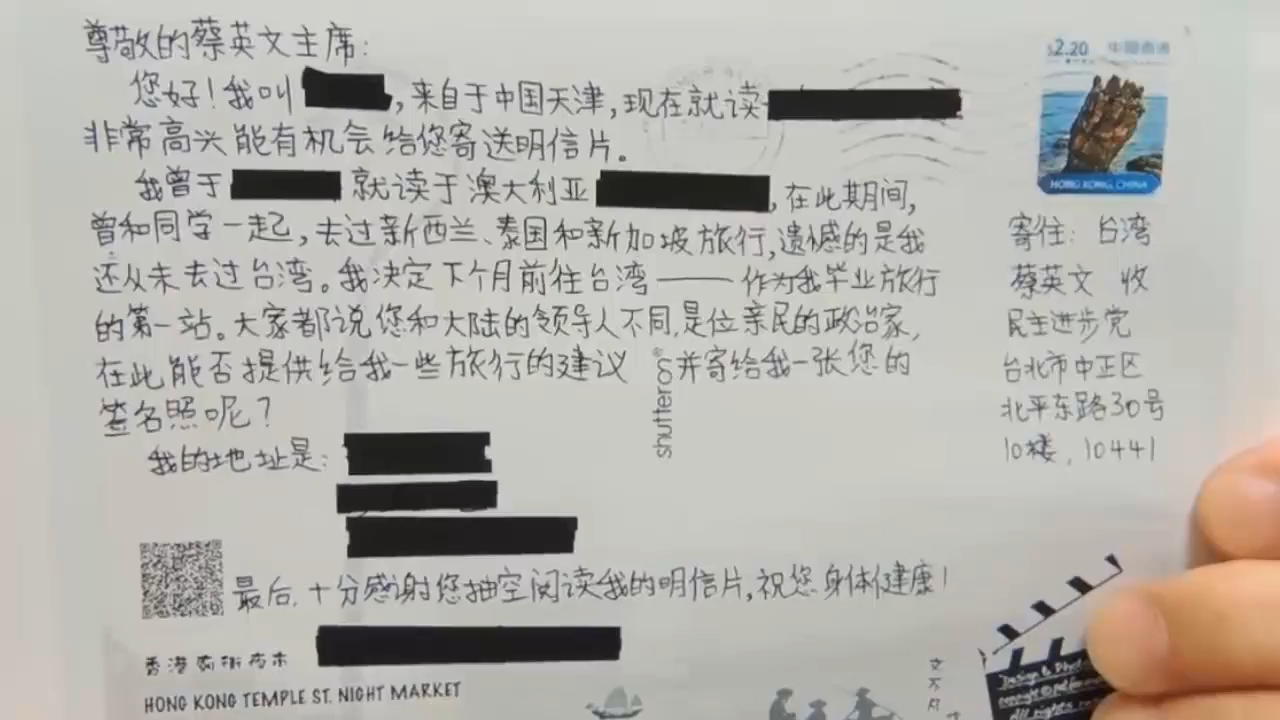 尊敬的蔡英文主席:
您好!我叫
,来自于中国天津,现在就读
非常高兴能有机会给您寄送明信片。
我曾于 就读于澳大利亚 ,在此期间,
曾和同学一起,去过新西兰、泰国和新加坡旅行,遗憾的是我
还从未去过台湾。我决定下个月前往台湾——作为我毕业旅行
的第一站。大家都说您和大陆的领导人不同,是位亲民的政治家,
在此能否提供给我一些旅行的建议 并寄给我一张您的
签名照呢?
我的地址是:
最后,十分感谢您抽空阅读我的明信片,祝您身体健康!
$2.20 中國香港
HONG KONG, CHINA
寄往: 台湾
蔡英文 收
民主进步党
台北市中正区
北平东路30号
10楼, 10441
shutteron®
HONG KONG TEMPLE ST. NIGHT MARKET